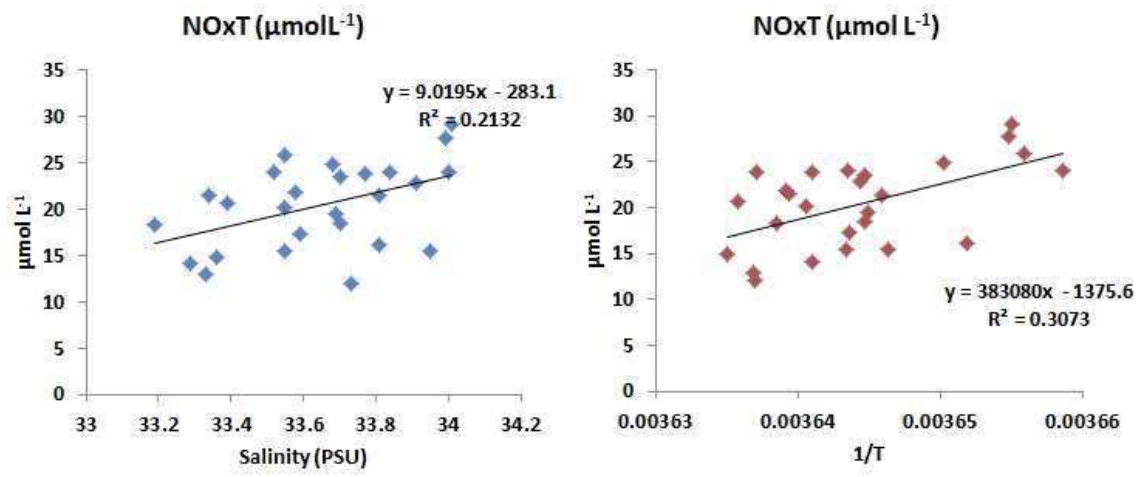 NOxT (µmolL⁻¹)
35
30
25
20
15
10
5
0
µmol L⁻¹
y = 9.0195x - 283.1
R² = 0.2132
33
33.2
33.4
33.6
33.8
34
34.2
Salinity (PSU)
NOxT (µmol L⁻¹)
35
30
25
20
15
10
5
0
µmol L⁻¹
y = 383080x - 1375.6
R² = 0.3073
0.00363
0.00364
0.00365
0.00366
1/T